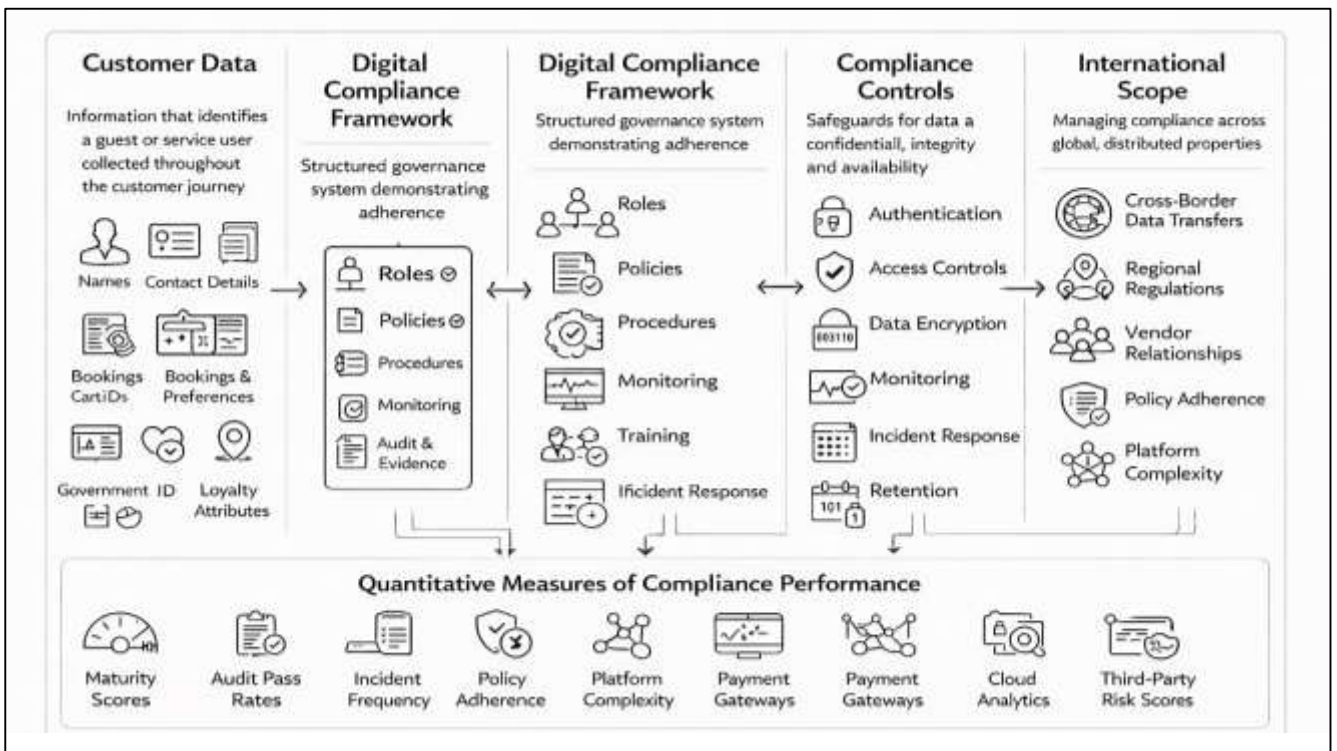 Customer Data
Information that identifies
a guest or service user
collected throughout
the customer journey
Names
Contact Details
Bookings
CartiDs
Bookings &
Preferences
Government ID
Loyalty
Attributes
Digital
Compliance
Framework
Structured governance
system demonstrating
adherence
Roles
Policies
Procedures
Monitoring
Audit &
Evidence
Digital Compliance
Framework
Structured governance system
demonstrating adherence
Roles
Policies
Procedures
Monitoring
Training
Ificident Response
Compliance
Controls
Safeguards for data a
confidentiall, integrity
and availability
Authentication
Access Controls
Data Encryption
Monitoring
Incident Response
Retention
101
1
International
Scope
Managing compliance across
global, distributed properties
Cross-Border
Data Transfers
Regional
Regulations
Vendor
Relationships
Policy Adherence
Platform
Complexity
Quantitative Measures of Compliance Performance
Maturity
Scores
Audit Pass
Rates
Incident
Frequency
Policy
Adherence
Platform
Complexity
Payment
Gateways
Payment
Gateways
Cloud
Analytics
Third-Party
Risk Scores